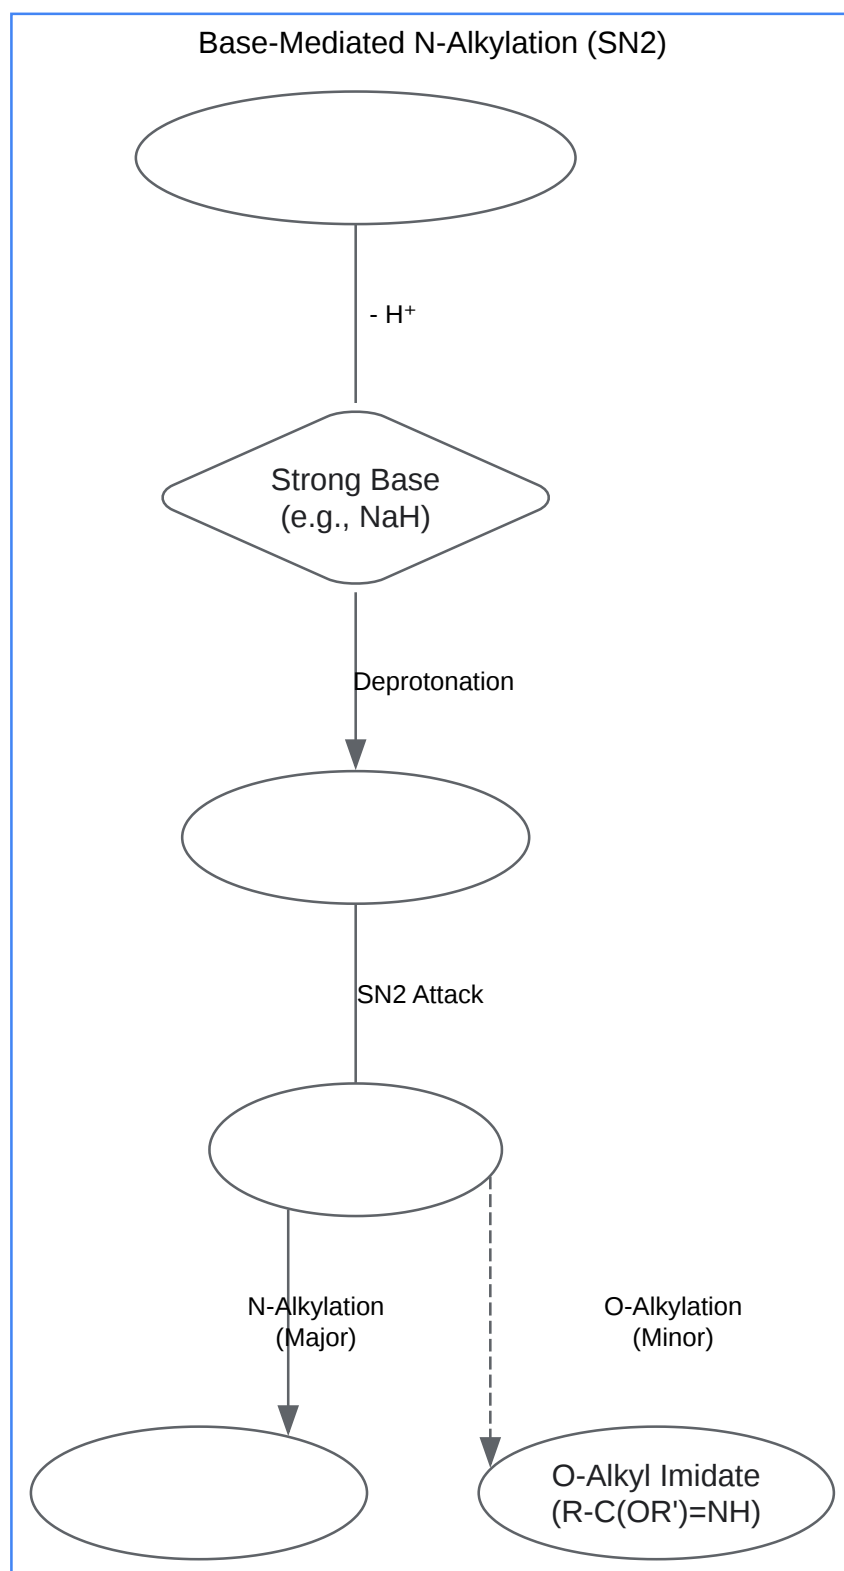 Base-Mediated N-Alkylation (SN2)
- H⁺
Strong Base
(e.g., NaH)
Deprotonation
SN2 Attack
N-Alkylation
(Major)
O-Alkylation
(Minor)
O-Alkyl Imidate
(R-C(OR')=NH)